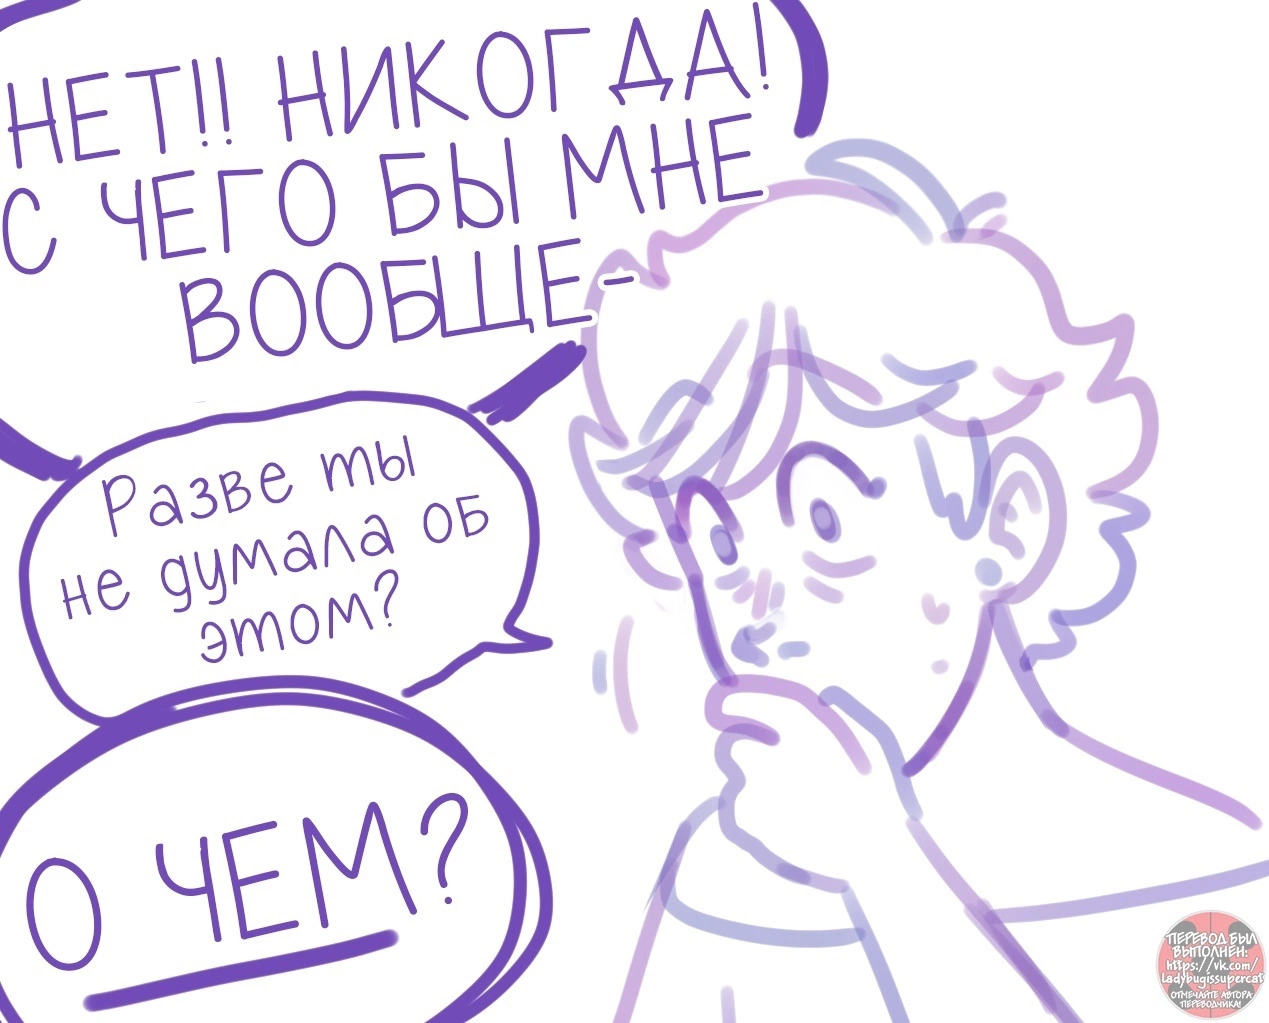 НЕТ!! НИКОГДА!
С ЧЕГО БЫ МНЕ
ВООБЩЕ-
Разве ты
не думала об
этом?
О ЧЕМ?
ПЕРЕВОД БЫЛ
ВЫПОЛНЕН:
https://vk.com/
ladybugissupercat
ОТМЕЧАЙТЕ АВТОРА
ПЕРЕВОДЧИКА!